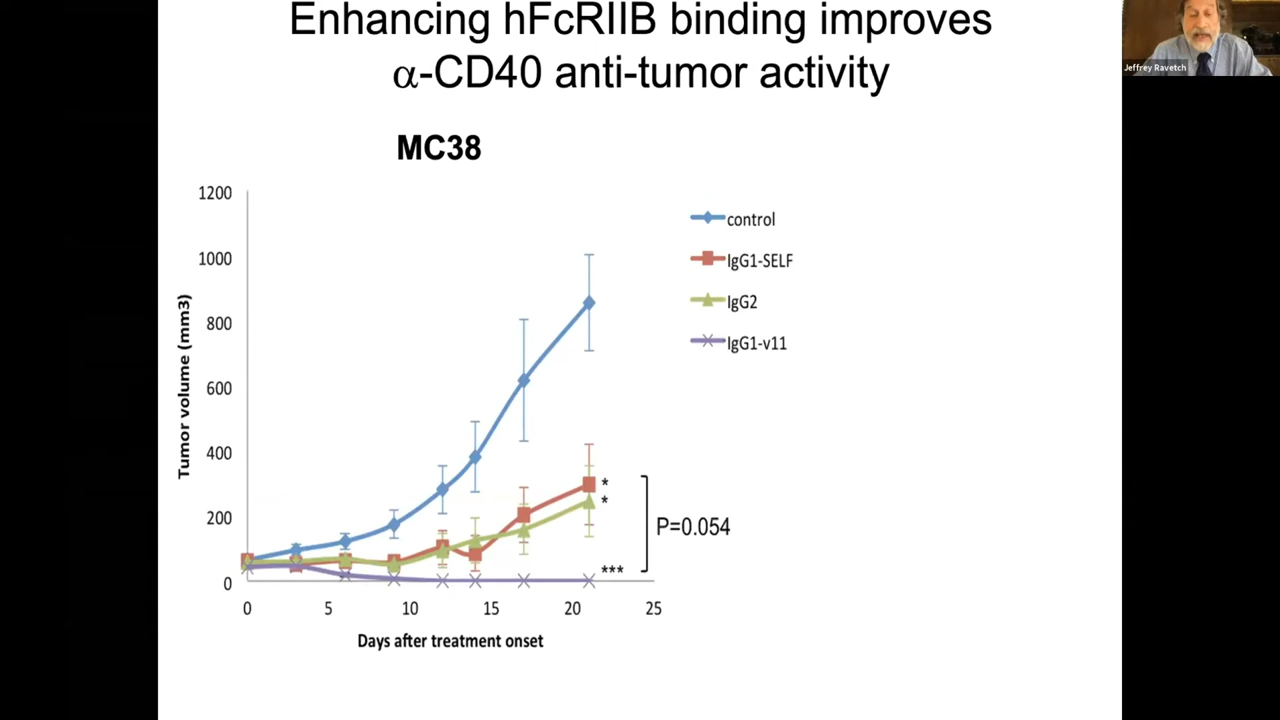 Enhancing hFcRIIB binding improves
α-CD40 anti-tumor activity
Jeffrey Ravetch
MC38
Tumor volume (mm3)
1200
1000
800
600
400
200
0
0 5 10 15 20 25
Days after treatment onset
control
IgG1-SELF
IgG2
IgG1-v11
*
*
***
P=0.054